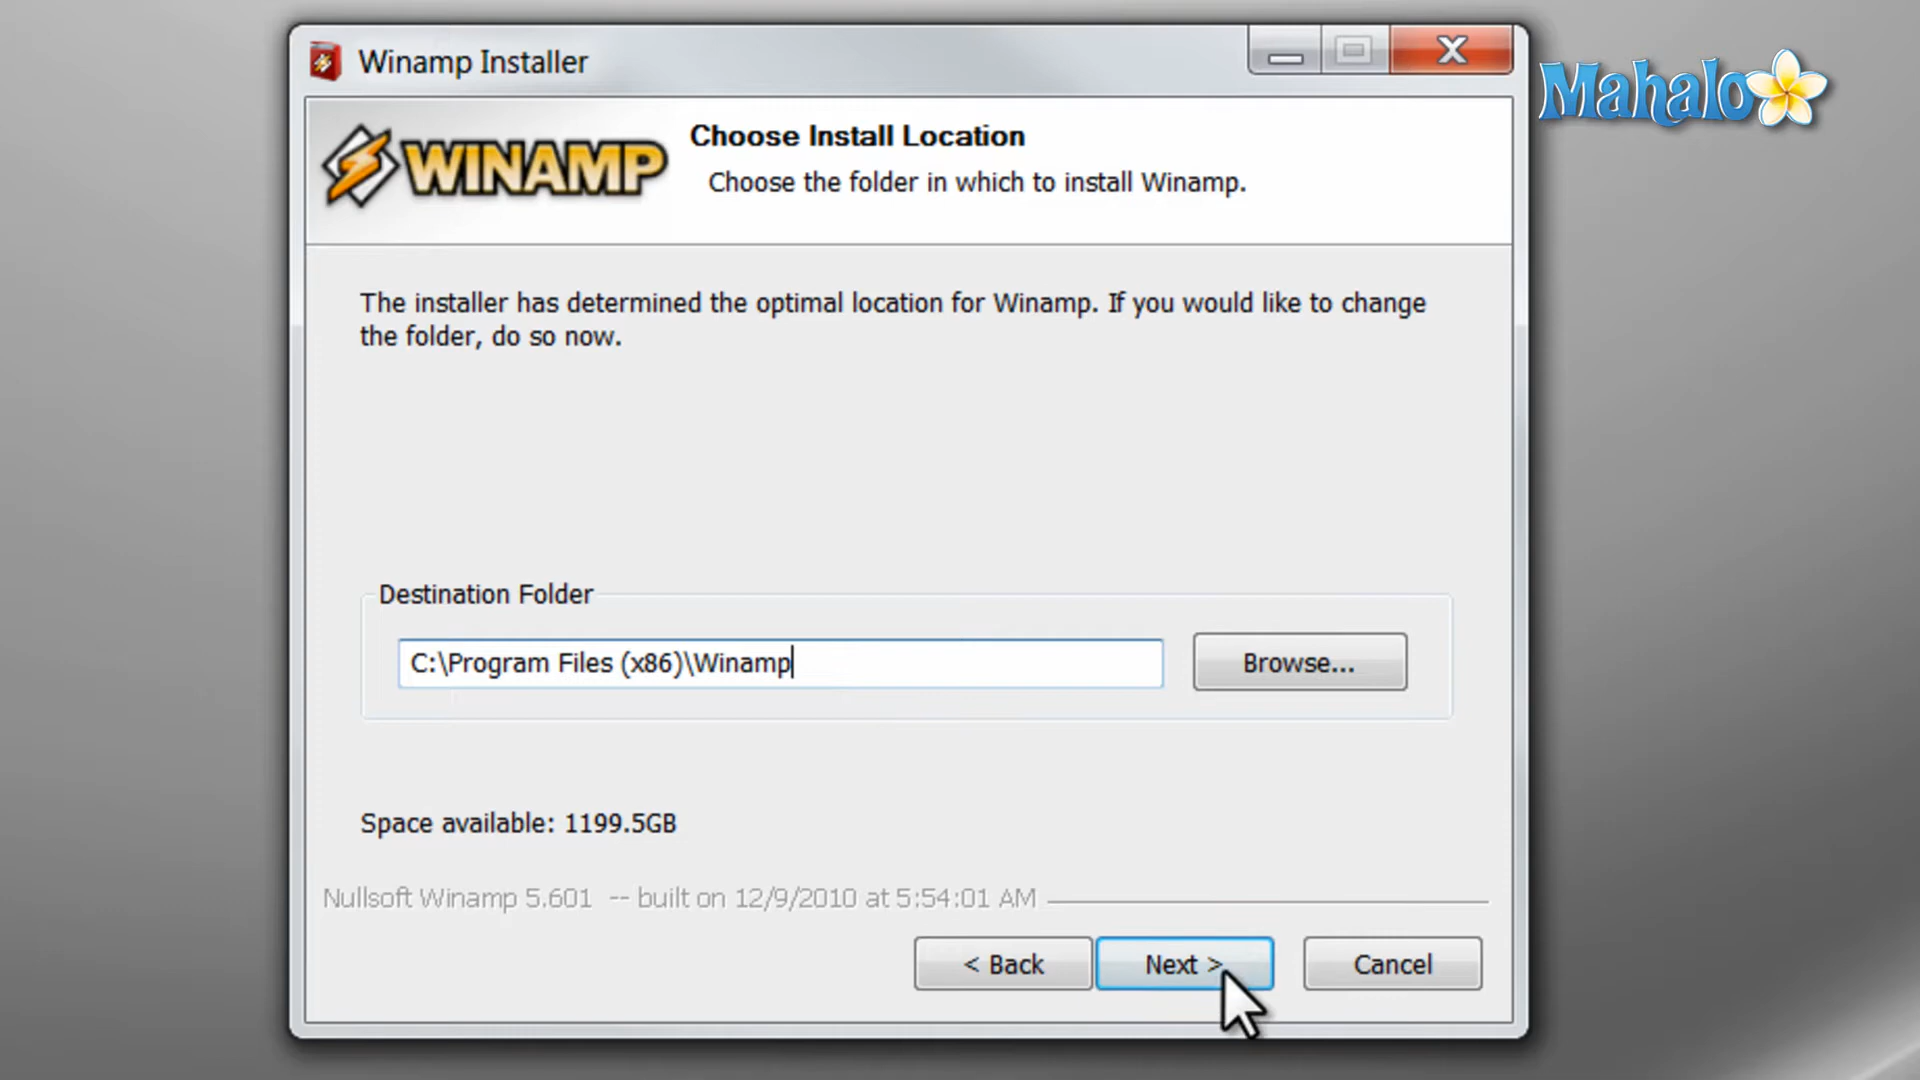 Winamp Installer
Mahalo
WINAMP
Choose Install Location
Choose the folder in which to install Winamp.
The installer has determined the optimal location for Winamp. If you would like to change
the folder, do so now.
Destination Folder
C:\Program Files (x86)\Winamp
Browse...
Space available: 1199.5GB
Nullsoft Winamp 5.601 -- built on 12/9/2010 at 5:54:01 AM
< Back
Next >
Cancel